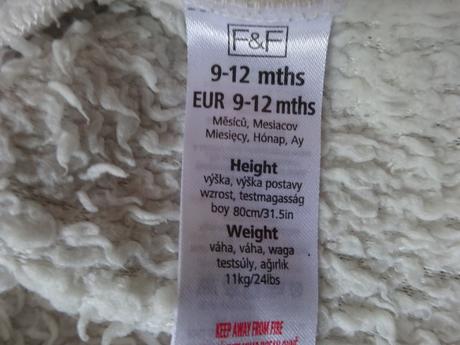 F&F
9-12 mths
EUR 9-12 mths
Měsíců, Mesiacov
Miesięcy, Hónap, Ay
Height
výška, výška postavy
wzrost, testmagasság
boy 80cm/31.5in
Weight
váha, váha, waga
testsúly, ağırlık
11kg/24lbs
KEEP AWAY FROM FIRE